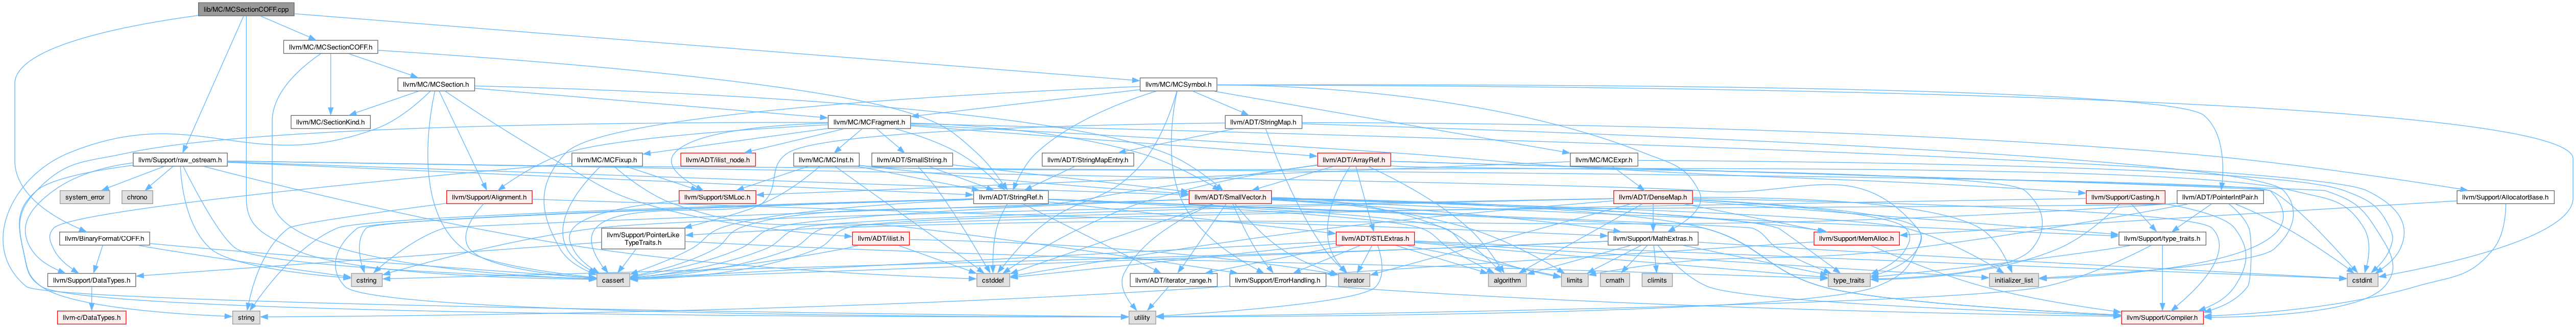 lib/MC/MCSectionCOFF.cpp
llvm/MC/MCSectionCOFF.h
llvm/MC/MCSection.h
llvm/MC/MCSymbol.h
llvm/MC/SectionKind.h
llvm/MC/MCFragment.h
llvm/ADT/StringMap.h
llvm/Support/raw_ostream.h
llvm/MC/MCFixup.h
llvm/ADT/ilist_node.h
llvm/MC/MCInst.h
llvm/ADT/SmallString.h
llvm/ADT/StringMapEntry.h
llvm/ADT/ArrayRef.h
llvm/MC/MCExpr.h
system_error
chrono
llvm/Support/Alignment.h
llvm/Support/SMLoc.h
llvm/ADT/StringRef.h
llvm/ADT/SmallVector.h
llvm/ADT/DenseMap.h
llvm/Support/Casting.h
llvm/ADT/PointerIntPair.h
llvm/Support/AllocatorBase.h
llvm/BinaryFormat/COFF.h
llvm/Support/PointerLike
TypeTraits.h
llvm/ADT/ilist.h
llvm/ADT/STLExtras.h
llvm/Support/MathExtras.h
llvm/Support/MemAlloc.h
llvm/Support/type_traits.h
llvm/Support/DataTypes.h
cstring
cassert
cstddef
llvm/ADT/iterator_range.h
llvm/Support/ErrorHandling.h
iterator
algorithm
limits
cmath
climits
type_traits
initializer_list
cstdint
llvm-c/DataTypes.h
string
utility
llvm/Support/Compiler.h